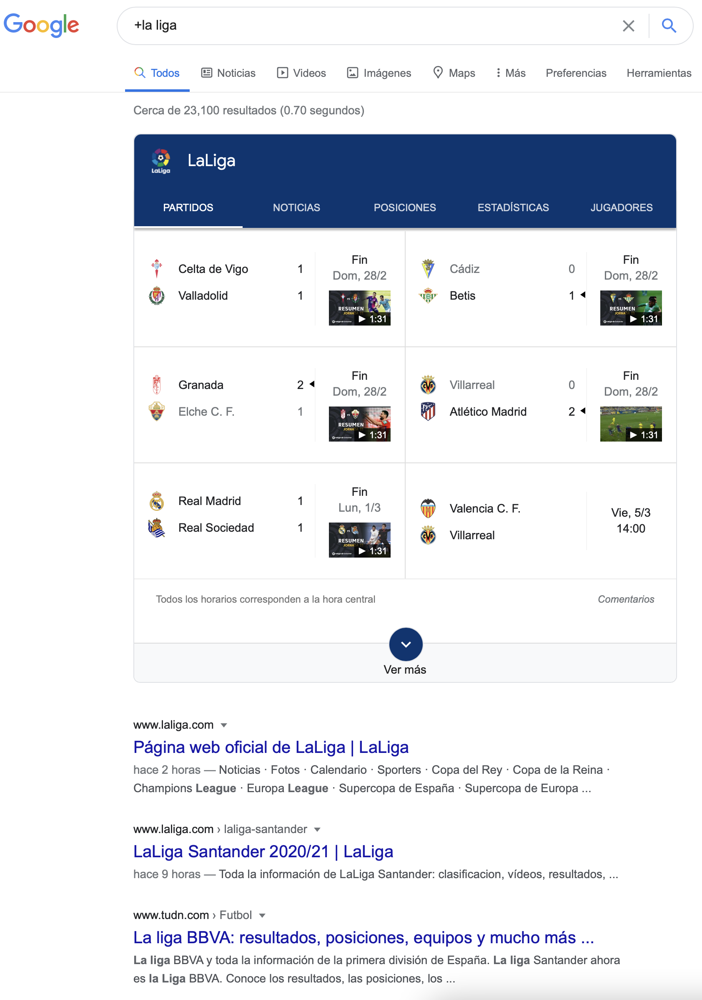 Google
+la liga
Todos Noticias Videos Imágenes Maps Más Preferencias Herramientas
Cerca de 23,100 resultados (0.70 segundos)
LaLiga
LaLiga
PARTIDOS NOTICIAS POSICIONES ESTADÍSTICAS JUGADORES
Celta de Vigo 1
Valladolid 1
Fin
Dom, 28/2
VS
RESUMEN
JORNADA 25
1:31
Cádiz 0
Betis 1
Fin
Dom, 28/2
VS
RESUMEN
JORNADA 25
1:31
Granada 2
Elche C. F. 1
Fin
Dom, 28/2
VS
RESUMEN
JORNADA 25
1:31
Villarreal 0
Atlético Madrid 2
Fin
Dom, 28/2
1:31
Real Madrid 1
Real Sociedad 1
Fin
Lun, 1/3
VS
RESUMEN
JORNADA 25
1:31
Valencia C. F.
Villarreal
Vie, 5/3
14:00
Todos los horarios corresponden a la hora central Comentarios
Ver más
www.laliga.com
Página web oficial de LaLiga | LaLiga
hace 2 horas — Noticias · Fotos · Calendario · Sporters · Copa del Rey · Copa de la Reina ·
Champions League · Europa League · Supercopa de España · Supercopa de Europa ...
www.laliga.com › laliga-santander
LaLiga Santander 2020/21 | LaLiga
hace 9 horas — Toda la información de LaLiga Santander: clasificacion, vídeos, resultados, ...
www.tudn.com › Futbol
La liga BBVA: resultados, posiciones, equipos y mucho más ...
La liga BBVA y toda la información de la primera división de España. La liga Santander ahora
es la Liga BBVA. Conoce los resultados, las posiciones, los ...